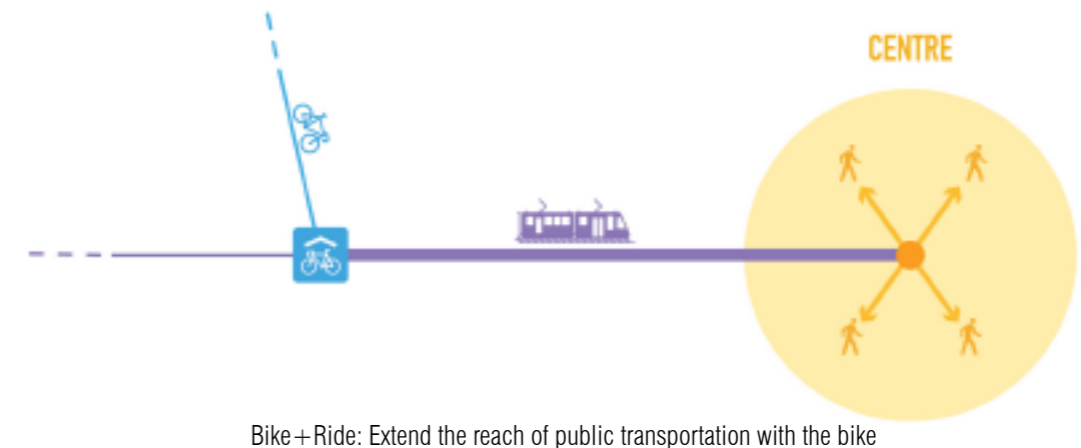 CENTRE
Bike+Ride: Extend the reach of public transportation with the bike